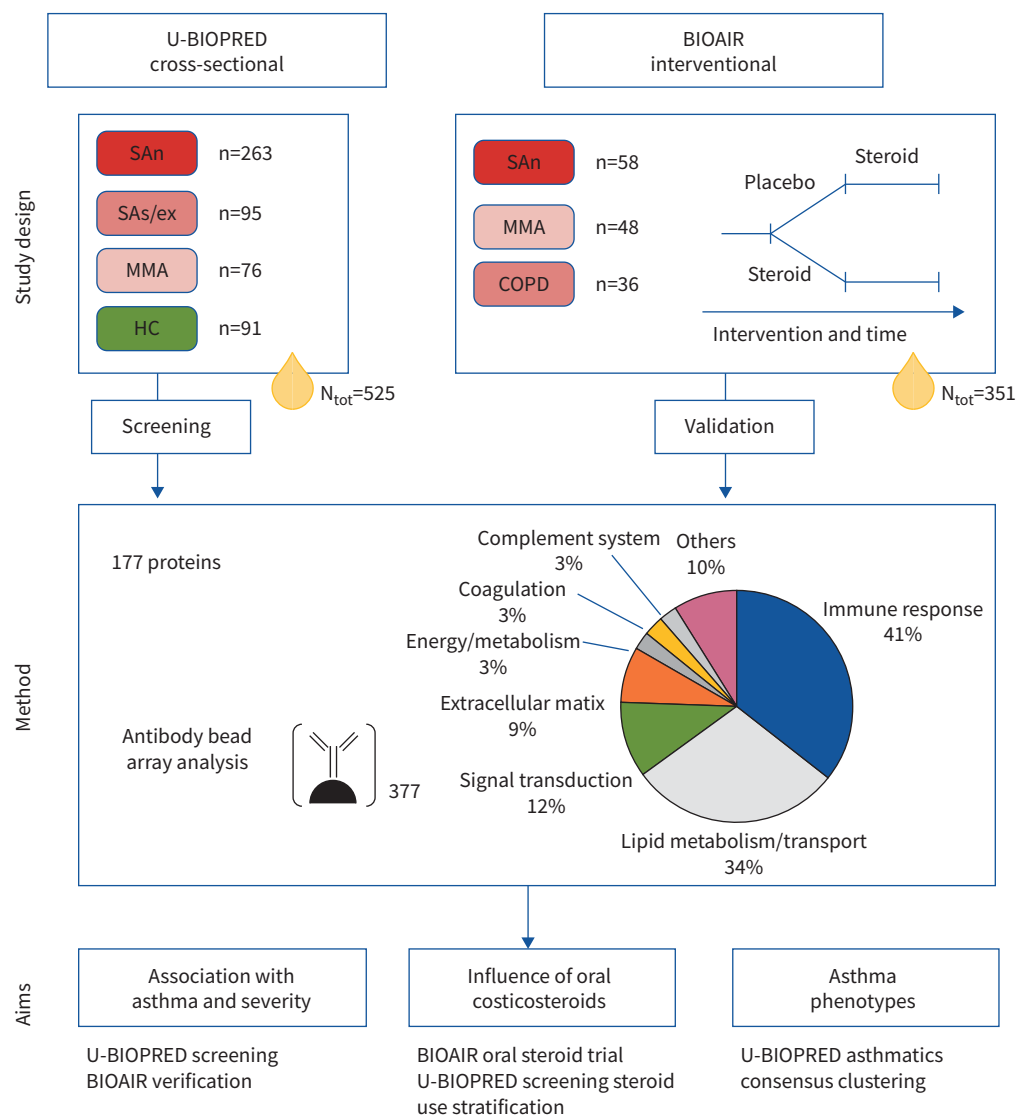 U-BIOPRED
cross-sectional
BIOAIR
interventional
Study design
SAn n=263
SAs/ex n=95
MMA n=76
HC n=91
N_tot=525
SAn n=58
MMA n=48
COPD n=36
Placebo
Steroid
Steroid
Intervention and time
N_tot=351
Screening
Validation
Method
177 proteins
Antibody bead
array analysis
377
Complement system
3%
Others
10%
Coagulation
3%
Immune response
41%
Energy/metabolism
3%
Extracellular matix
9%
Signal transduction
12%
Lipid metabolism/transport
34%
Aims
Association with
asthma and severity
Influence of oral
costicosteroids
Asthma
phenotypes
U-BIOPRED screening
BIOAIR verification
BIOAIR oral steroid trial
U-BIOPRED screening steroid
use stratification
U-BIOPRED asthmatics
consensus clustering